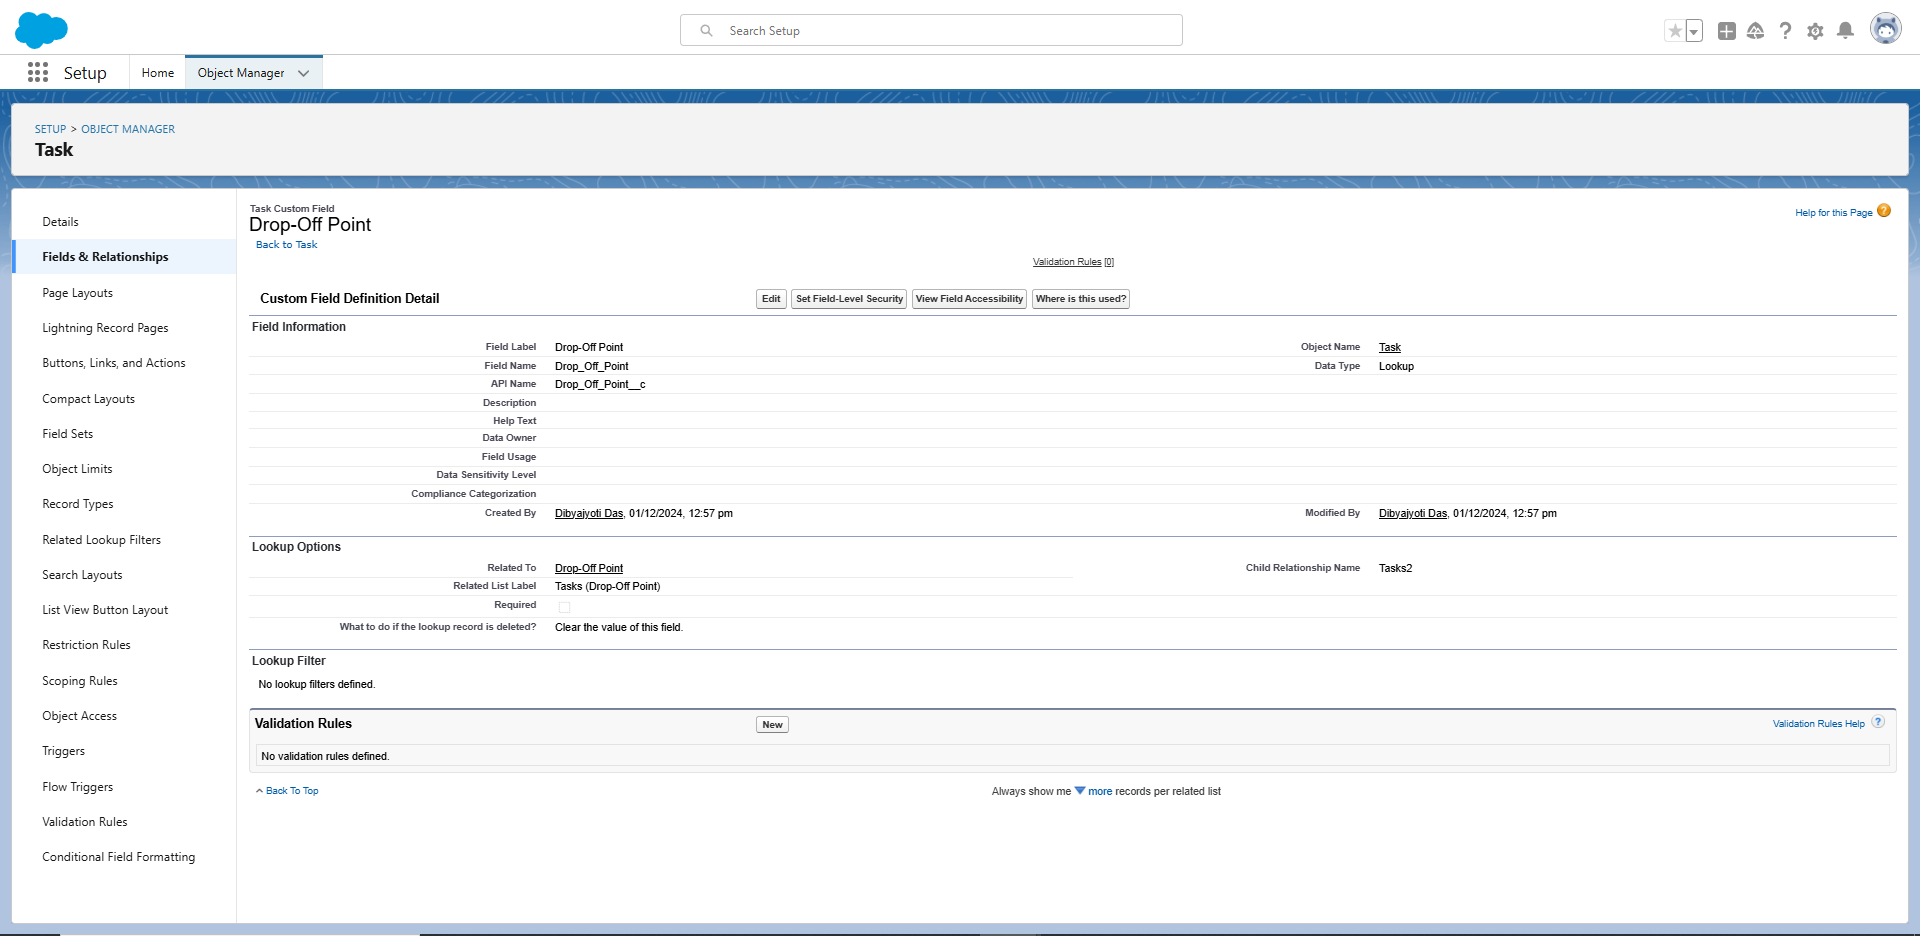 Search Setup
Setup
Home
Object Manager
SETUP > OBJECT MANAGER
Task
Details
Fields & Relationships
Page Layouts
Lightning Record Pages
Buttons, Links, and Actions
Compact Layouts
Field Sets
Object Limits
Record Types
Related Lookup Filters
Search Layouts
List View Button Layout
Restriction Rules
Scoping Rules
Object Access
Triggers
Flow Triggers
Validation Rules
Conditional Field Formatting
Task Custom Field
Drop-Off Point
Back to Task
Help for this Page ?
Validation Rules [0]
Custom Field Definition Detail
Edit Set Field-Level Security View Field Accessibility Where is this used?
Field Information
Field Label Drop-Off Point Object Name Task
Field Name Drop_Off_Point Data Type Lookup
API Name Drop_Off_Point__c
Description
Help Text
Data Owner
Field Usage
Data Sensitivity Level
Compliance Categorization
Created By Dibyajyoti Das, 01/12/2024, 12:57 pm Modified By Dibyajyoti Das, 01/12/2024, 12:57 pm
Lookup Options
Related To Drop-Off Point Child Relationship Name Tasks2
Related List Label Tasks (Drop-Off Point)
Required
What to do if the lookup record is deleted? Clear the value of this field.
Lookup Filter
No lookup filters defined.
Validation Rules New Validation Rules Help ?
No validation rules defined.
Back To Top Always show me more records per related list